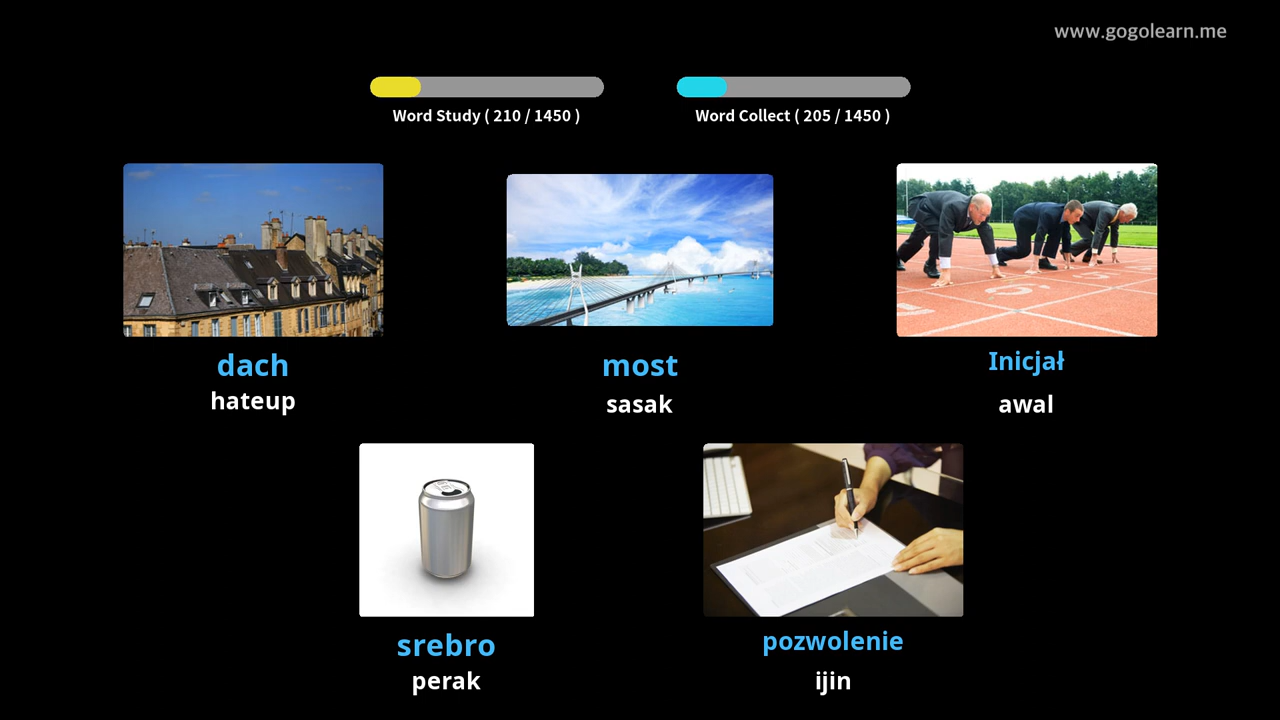 www.gogolearn.me
Word Study ( 210 / 1450 )
Word Collect ( 205 / 1450 )
dach
hateup
most
sasak
Inicjał
awal
srebro
perak
pozwolenie
ijin